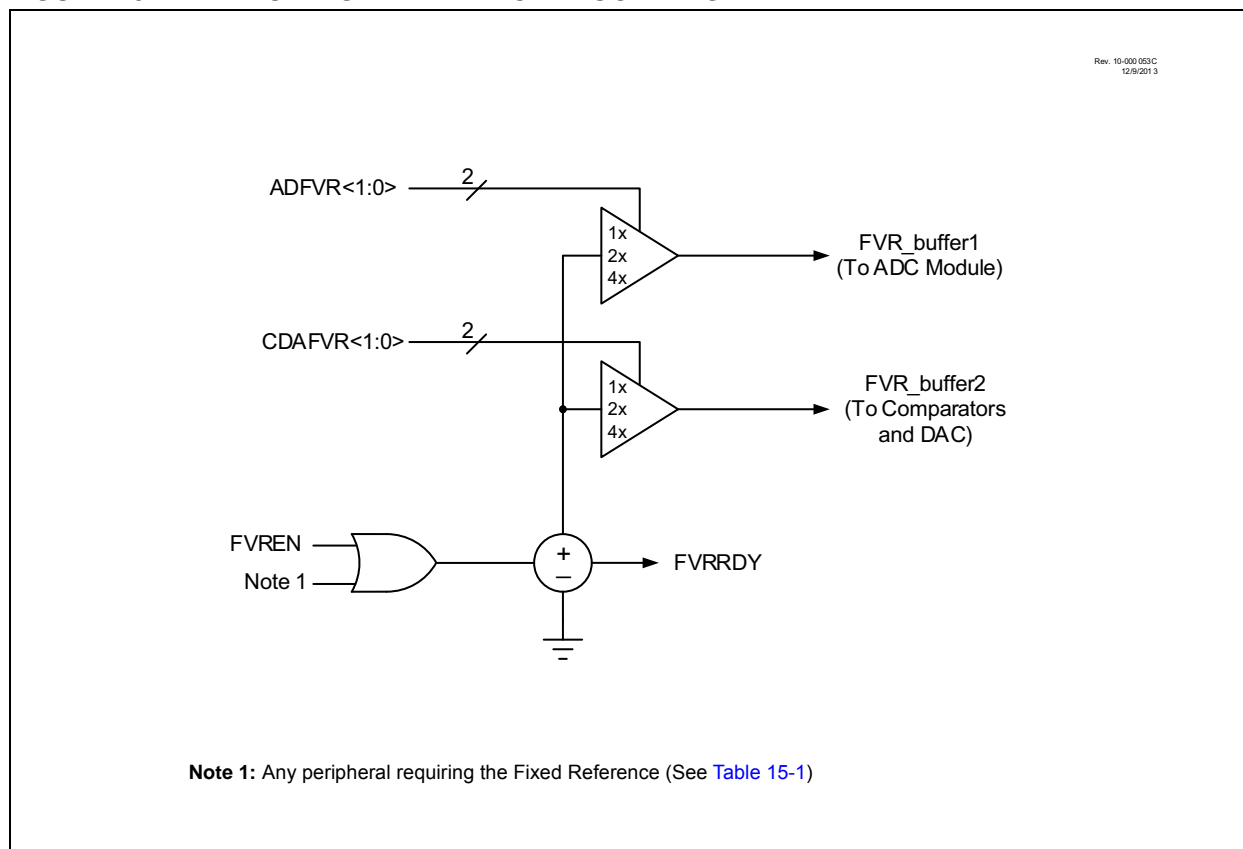 Rev. 10-000 053C
12/9/201 3
ADFVR<1:0>
2
1x
2x
4x
FVR_buffer1
(To ADC Module)
CDAFVR<1:0>
2
1x
2x
4x
FVR_buffer2
(To Comparators
and DAC)
FVREN
Note 1
+
–
FVRRDY
Note 1: Any peripheral requiring the Fixed Reference (See Table 15-1)